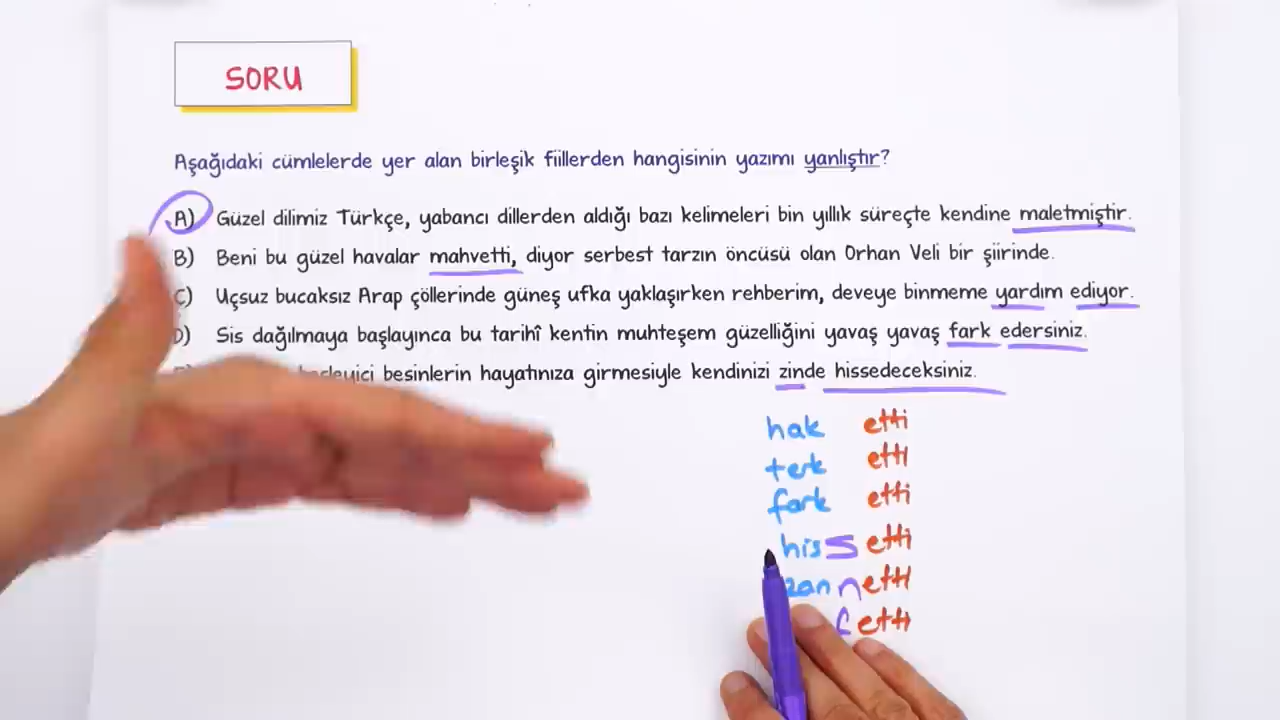 SORU
Aşağıdaki cümlelerde yer alan birleşik fiillerden hangisinin yazımı yanlıştır?
A) Güzel dilimiz Türkçe, yabancı dillerden aldığı bazı kelimeleri bin yıllık süreçte kendine maletmiştir.
B) Beni bu güzel havalar mahvetti, diyor serbest tarzın öncüsü olan Orhan Veli bir şiirinde.
C) Uçsuz bucaksız Arap çöllerinde güneş ufka yaklaşırken rehberim, deveye binmeme yardım ediyor.
D) Sis dağılmaya başlayınca bu tarihî kentin muhteşem güzelliğini yavaş yavaş fark edersiniz.
besinlerin hayatınıza girmesiyle kendinizi zinde hissedeceksiniz.
hak etti
terk etti
fark etti
hissetti
zannetti
etti